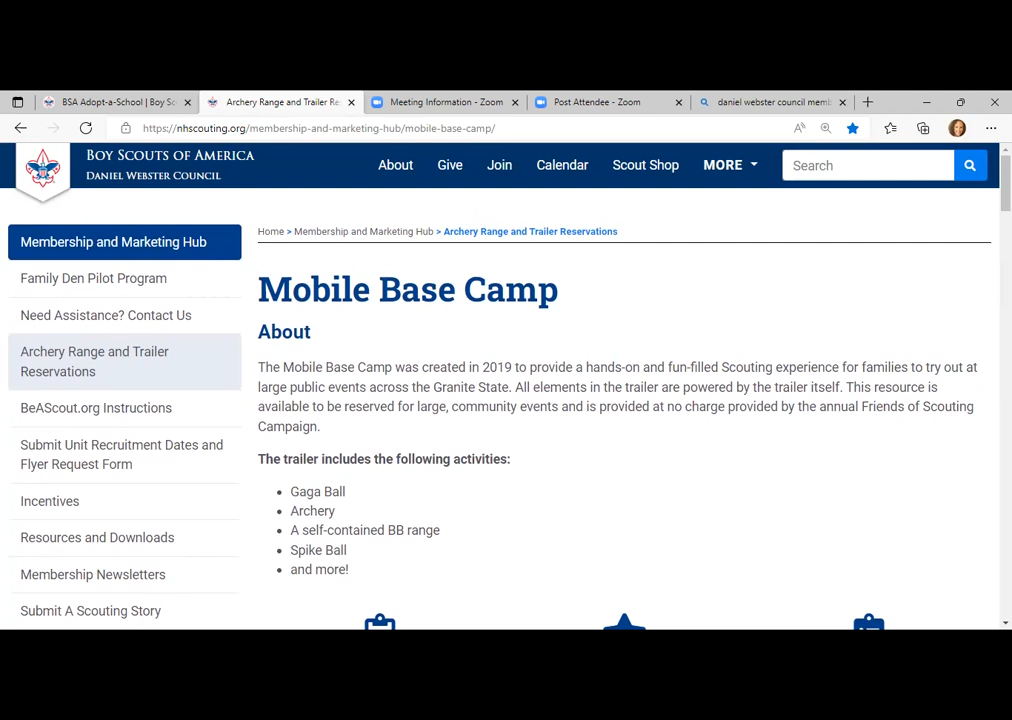 BSA Adopt-a-School | Boy Sc
Archery Range and Trailer Re
Meeting Information - Zoom
Post Attendee - Zoom
daniel webster council memb
https://nhscouting.org/membership-and-marketing-hub/mobile-base-camp/
BOY SCOUTS OF AMERICA
DANIEL WEBSTER COUNCIL
About
Give
Join
Calendar
Scout Shop
MORE
Search
Membership and Marketing Hub
Family Den Pilot Program
Need Assistance? Contact Us
Archery Range and Trailer
Reservations
BeAScout.org Instructions
Submit Unit Recruitment Dates and
Flyer Request Form
Incentives
Resources and Downloads
Membership Newsletters
Submit A Scouting Story
Home > Membership and Marketing Hub > Archery Range and Trailer Reservations
Mobile Base Camp
About
The Mobile Base Camp was created in 2019 to provide a hands-on and fun-filled Scouting experience for families to try out at
large public events across the Granite State. All elements in the trailer are powered by the trailer itself. This resource is
available to be reserved for large, community events and is provided at no charge provided by the annual Friends of Scouting
Campaign.
The trailer includes the following activities:
• Gaga Ball
• Archery
• A self-contained BB range
• Spike Ball
• and more!